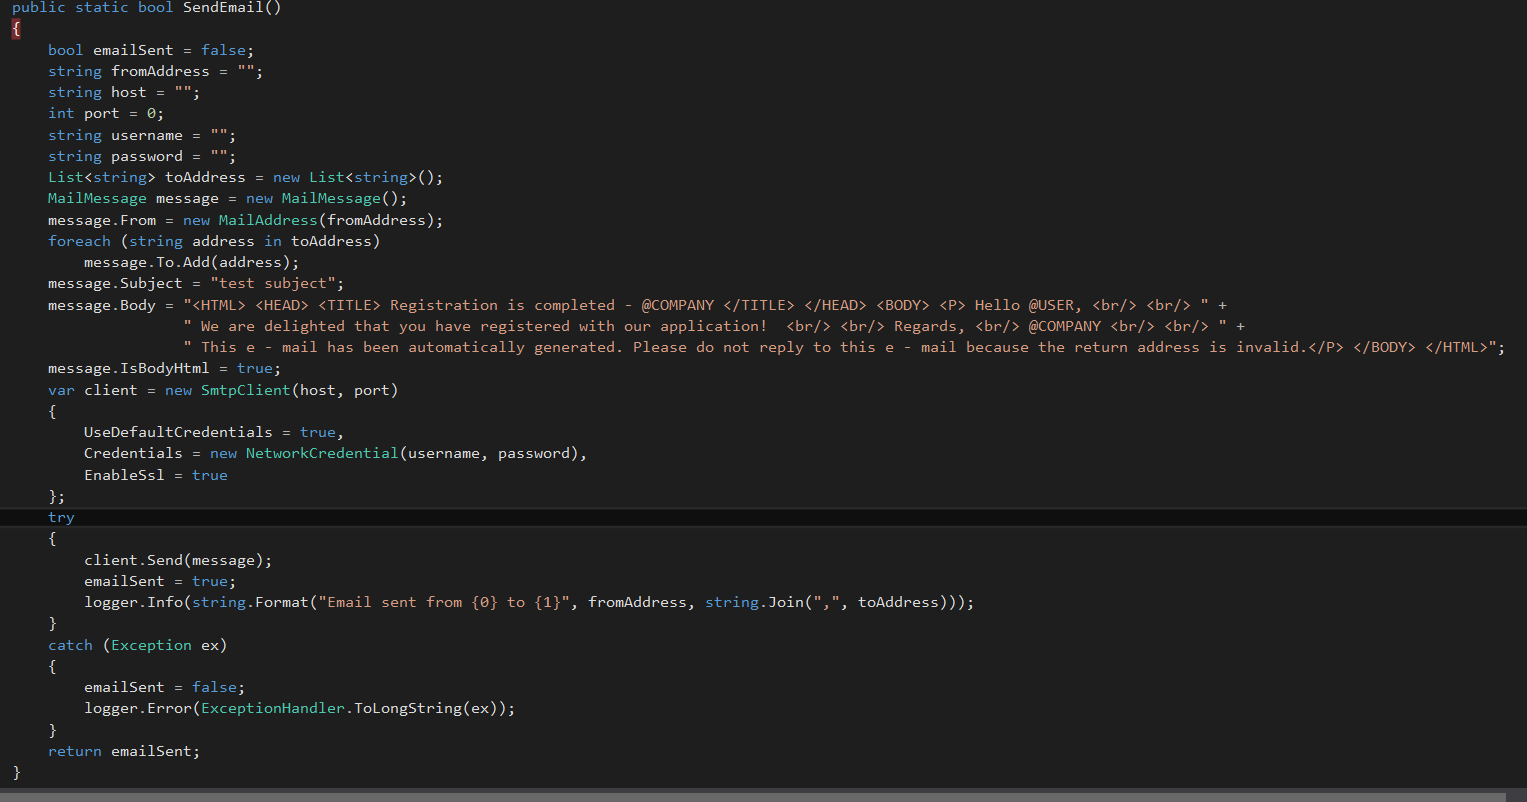 public static bool SendEmail()
{
    bool emailSent = false;
    string fromAddress = "";
    string host = "";
    int port = 0;
    string username = "";
    string password = "";
    List<string> toAddress = new List<string>();
    MailMessage message = new MailMessage();
    message.From = new MailAddress(fromAddress);
    foreach (string address in toAddress)
        message.To.Add(address);
    message.Subject = "test subject";
    message.Body = "<HTML> <HEAD> <TITLE> Registration is completed - @COMPANY </TITLE> </HEAD> <BODY> <P> Hello @USER, <br/> <br/> " +
                   " We are delighted that you have registered with our application!  <br/> <br/> Regards, <br/> @COMPANY <br/> <br/> " +
                   " This e - mail has been automatically generated. Please do not reply to this e - mail because the return address is invalid.</P> </BODY> </HTML>";
    message.IsBodyHtml = true;
    var client = new SmtpClient(host, port)
    {
        UseDefaultCredentials = true,
        Credentials = new NetworkCredential(username, password),
        EnableSsl = true
    };
    try
    {
        client.Send(message);
        emailSent = true;
        logger.Info(string.Format("Email sent from {0} to {1}", fromAddress, string.Join(",", toAddress)));
    }
    catch (Exception ex)
    {
        emailSent = false;
        logger.Error(ExceptionHandler.ToLongString(ex));
    }
    return emailSent;
}